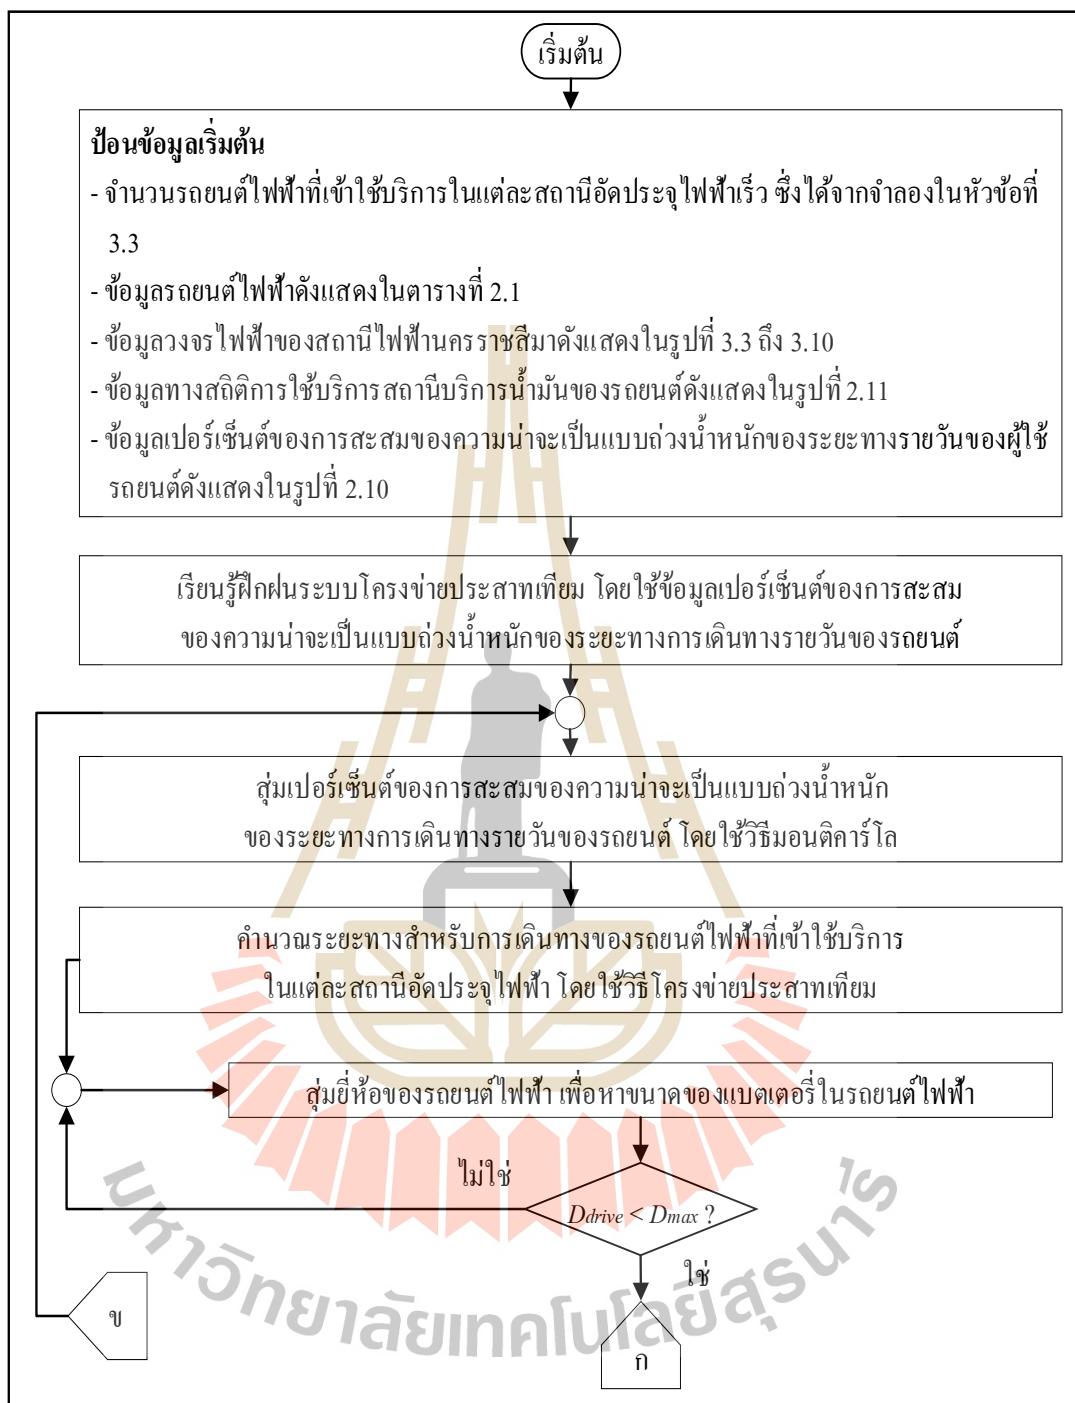 เริ่มต้น
ป้อนข้อมูลเริ่มต้น
- จำนวนรถยนต์ไฟฟ้าที่เข้าใช้บริการในแต่ละสถานีอัดประจุไฟฟ้าเร็ว ซึ่งได้จากจำลองในหัวข้อที่
3.3
- ข้อมูลรถยนต์ไฟฟ้าดังแสดงในตารางที่ 2.1
- ข้อมูลวงจรไฟฟ้าของสถานีไฟฟ้านครราชสีมาดังแสดงในรูปที่ 3.3 ถึง 3.10
- ข้อมูลทางสถิติการใช้บริการสถานีบริการน้ำมันของรถยนต์ดังแสดงในรูปที่ 2.11
- ข้อมูลเปอร์เซ็นต์ของการสะสมของความน่าจะเป็นแบบถ่วงน้ำหนักของระยะทางรายวันของผู้ใช้
รถยนต์ดังแสดงในรูปที่ 2.10
เรียนรู้ฝึกฝนระบบโครงข่ายประสาทเทียม โดยใช้ข้อมูลเปอร์เซ็นต์ของการสะสม
ของความน่าจะเป็นแบบถ่วงน้ำหนักของระยะทางการเดินทางรายวันของรถยนต์
สุ่มเปอร์เซ็นต์ของการสะสมของความน่าจะเป็นแบบถ่วงน้ำหนัก
ของระยะทางการเดินทางรายวันของรถยนต์ โดยใช้วิธีมอนติคาร์โล
คำนวณระยะทางสำหรับการเดินทางของรถยนต์ไฟฟ้าที่เข้าใช้บริการ
ในแต่ละสถานีอัดประจุไฟฟ้า โดยใช้วิธีโครงข่ายประสาทเทียม
สุ่มยี่ห้อของรถยนต์ไฟฟ้า เพื่อหาขนาดของแบตเตอรี่ในรถยนต์ไฟฟ้า
ไม่ใช่
Ddrive < Dmax ?
ใช่
ข
ก
มหาวิทยาลัยเทคโนโลยีสุรนารี